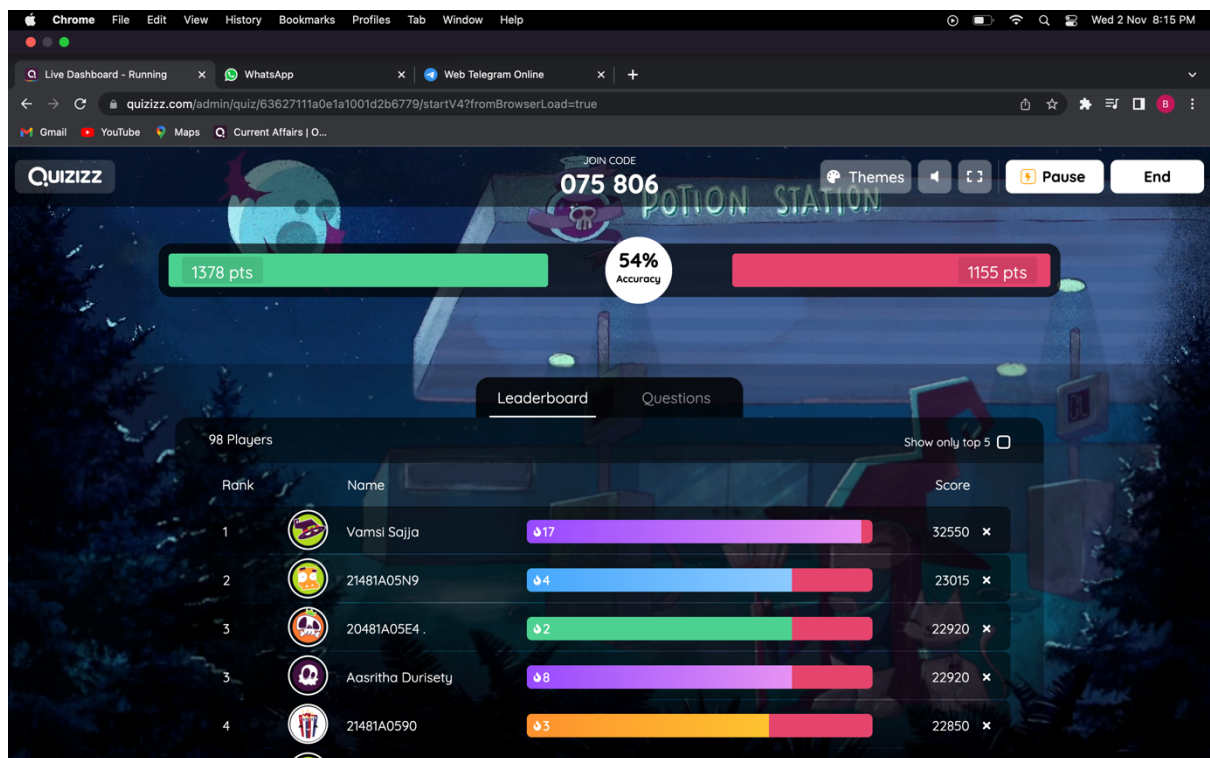 Chrome File Edit View History Bookmarks Profiles Tab Window Help Wed 2 Nov 8:15 PM
Live Dashboard - Running WhatsApp Web Telegram Online
quizizz.com/admin/quiz/63627111a0e1a1001d2b6779/startV4?fromBrowserLoad=true B
Gmail YouTube Maps Current Affairs | O...
JOIN CODE
QUIZIZZ 075 806 Themes Pause End
POTION STATION
1378 pts 54% 1155 pts
Accuracy
Leaderboard Questions
98 Players Show only top 5
Rank Name Score
1 Vamsi Sajja 17 32550
2 21481A05N9 4 23015
3 20481A05E4 . 2 22920
3 Aasritha Durisety 8 22920
4 21481A0590 3 22850